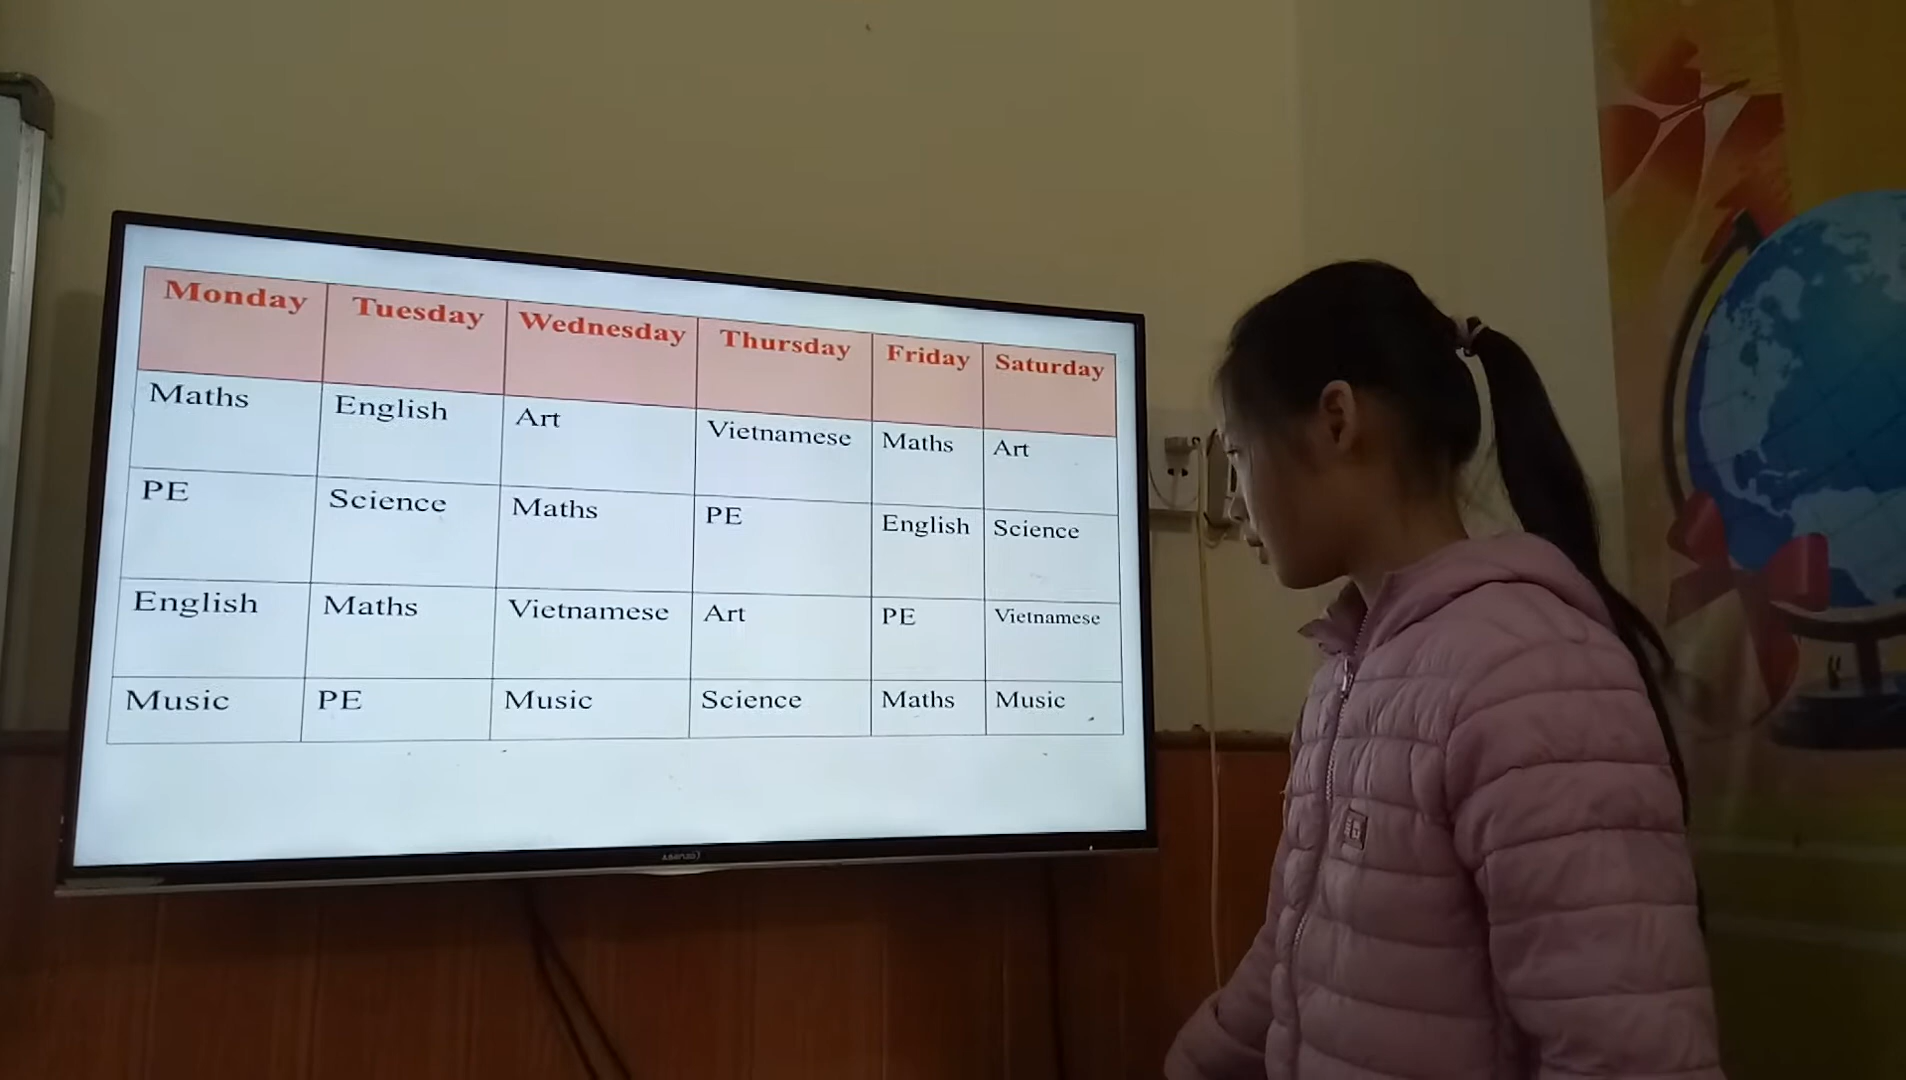 Monday Tuesday Wednesday Thursday Friday Saturday
Maths English Art Vietnamese Maths Art
PE Science Maths PE English Science
English Maths Vietnamese Art PE Vietnamese
Music PE Music Science Maths Music